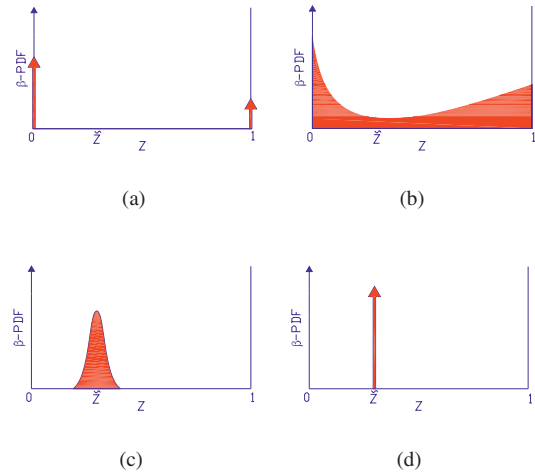 β-PDF
0 Z̃ 1
Z
(a)
β-PDF
0 Z̃ 1
Z
(b)
β-PDF
0 Z̃ 1
Z
(c)
β-PDF
0 Z̃ 1
Z
(d)